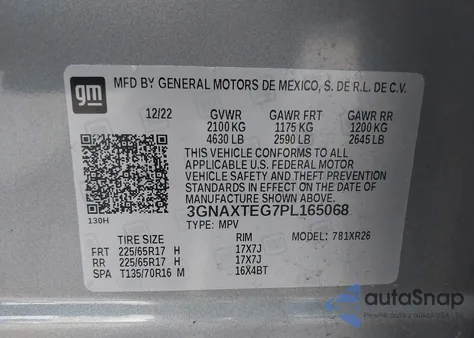 gm MFD BY GENERAL MOTORS DE MEXICO, S. DE R.L. DE C.V.
12/22 GVWR GAWR FRT GAWR RR
2100 KG 1175 KG 1200 KG
4630 LB 2590 LB 2645 LB
THIS VEHICLE CONFORMS TO ALL
APPLICABLE U.S. FEDERAL MOTOR
VEHICLE SAFETY, BUMPER, AND THEFT
PREVENTION STANDARDS IN
EFFECT ON THE DATE OF
MANUFACTURE SHOWN ABOVE.
130H 3GNAXTEG7PL165068
TYPE: MPV MODEL: 781XR26
TIRE SIZE RIM
FRT 225/65R17 H 17X7J
RR 225/65R17 H 17X7J
SPA T135/70R16 M 16X4BT
autoSnap